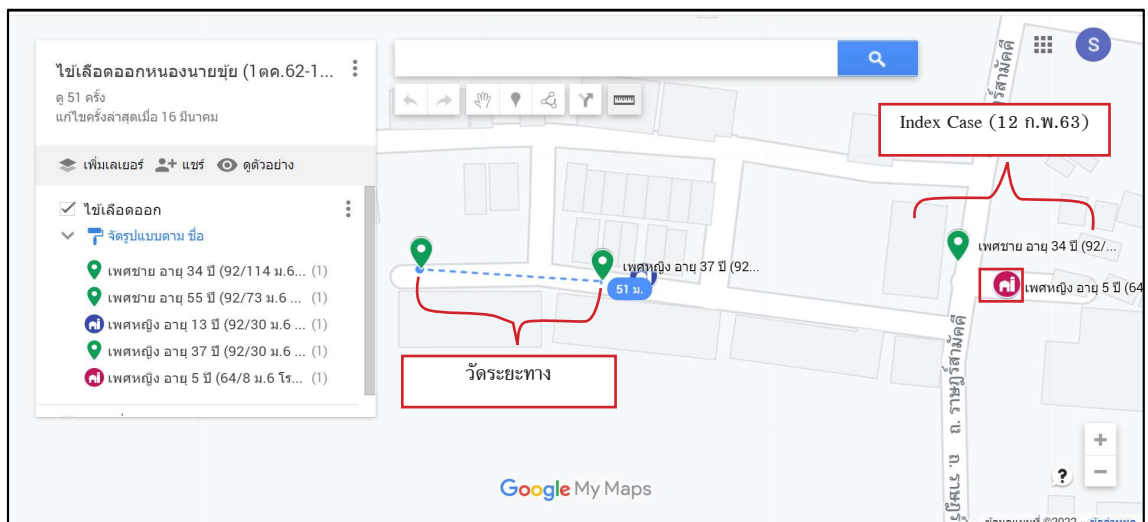 ไข้เลือดออกหนองนายขุ้ย (1ตค.62-1...
ดู 51 ครั้ง
แก้ไขครั้งล่าสุดเมื่อ 16 มีนาคม
เพิ่มเลเยอร์ แชร์ ดูตัวอย่าง
ไข้เลือดออก
จัดรูปแบบตาม ชื่อ
เพศชาย อายุ 34 ปี (92/114 ม.6... (1)
เพศชาย อายุ 55 ปี (92/73 ม.6 ... (1)
เพศหญิง อายุ 13 ปี (92/30 ม.6 ... (1)
เพศหญิง อายุ 37 ปี (92/30 ม.6 ... (1)
เพศหญิง อายุ 5 ปี (64/8 ม.6 โร... (1)
S
Index Case (12 ก.พ.63)
เพศชาย อายุ 34 ปี (92/...
เพศหญิง อายุ 37 ปี (92...
เพศหญิง อายุ 5 ปี (64
51 ม.
วัดระยะทาง
ถ. ราษฎร์สามัคคี
Google My Maps
+
?
−